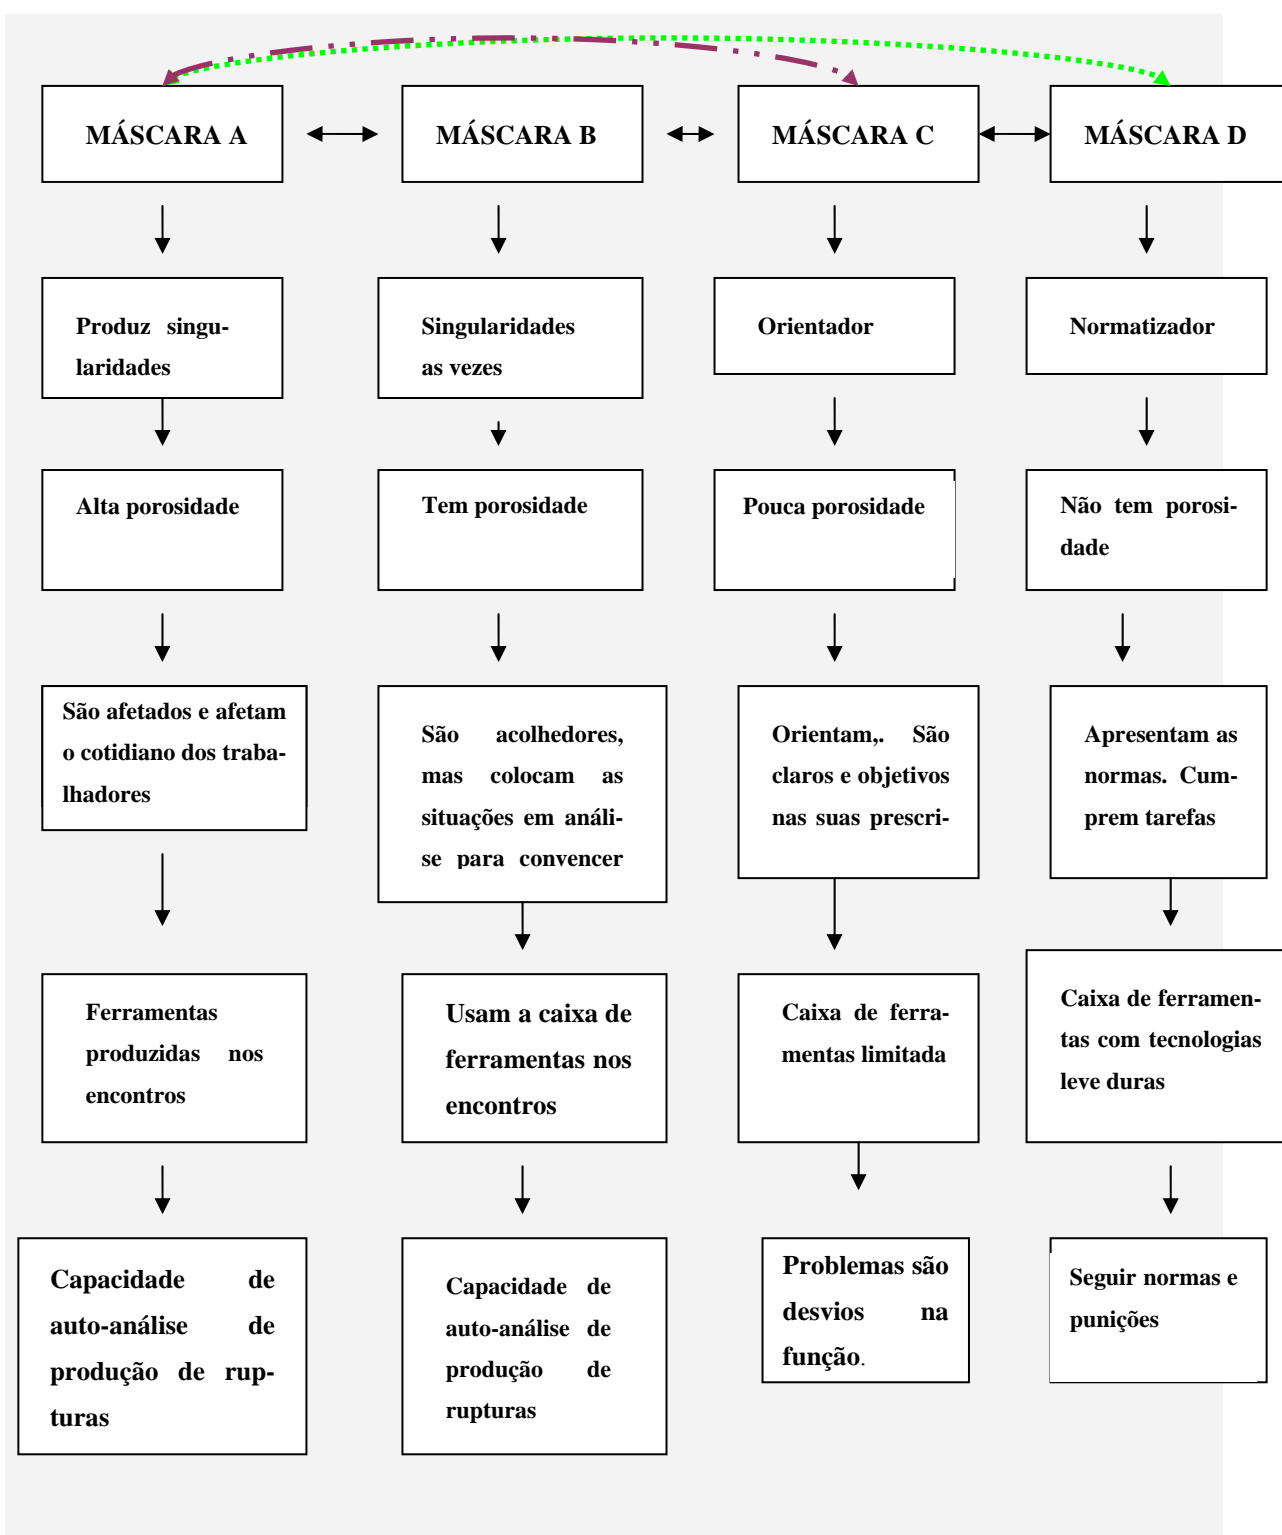 MÁSCARA A
MÁSCARA B
MÁSCARA C
MÁSCARA D
Produz singu-
laridades
Singularidades
as vezes
Orientador
Normatizador
Alta porosidade
Tem porosidade
Pouca porosidade
Não tem porosi-
dade
São afetados e afetam
o cotidiano dos traba-
lhadores
São acolhedores,
mas colocam as
situações em análi-
se para convencer
Orientam,. São
claros e objetivos
nas suas prescri-
Apresentam as
normas. Cum-
prem tarefas
Ferramentas
produzidas nos
encontros
Usam a caixa de
ferramentas nos
encontros
Caixa de ferra-
mentas limitada
Caixa de ferramen-
tas com tecnologias
leve duras
Capacidade de
auto-análise de
produção de rup-
turas
Capacidade de
auto-análise de
produção de
rupturas
Problemas são
desvios na
função.
Seguir normas e
punições